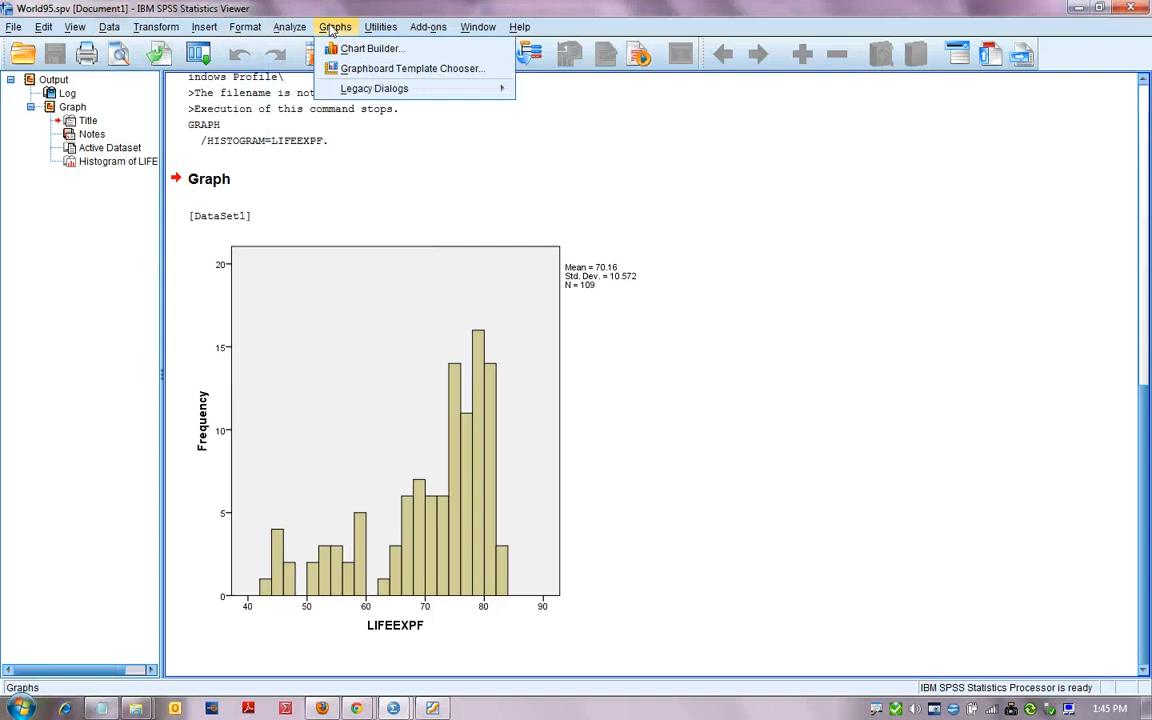 World95.spv [Document1] - IBM SPSS Statistics Viewer
File Edit View Data Transform Insert Format Analyze Graphs Utilities Add-ons Window Help
Chart Builder...
Graphboard Template Chooser...
Legacy Dialogs
Output
Log
Graph
Title
Notes
Active Dataset
Histogram of LIFE
indows Profile\
>The filename is not
>Execution of this command stops.
GRAPH
/HISTOGRAM=LIFEEXPF.
Graph
[DataSet1]
Mean = 70.16
Std. Dev. = 10.572
N = 109
20
15
10
5
0
Frequency
40 50 60 70 80 90
LIFEEXPF
Graphs
IBM SPSS Statistics Processor is ready
1:45 PM